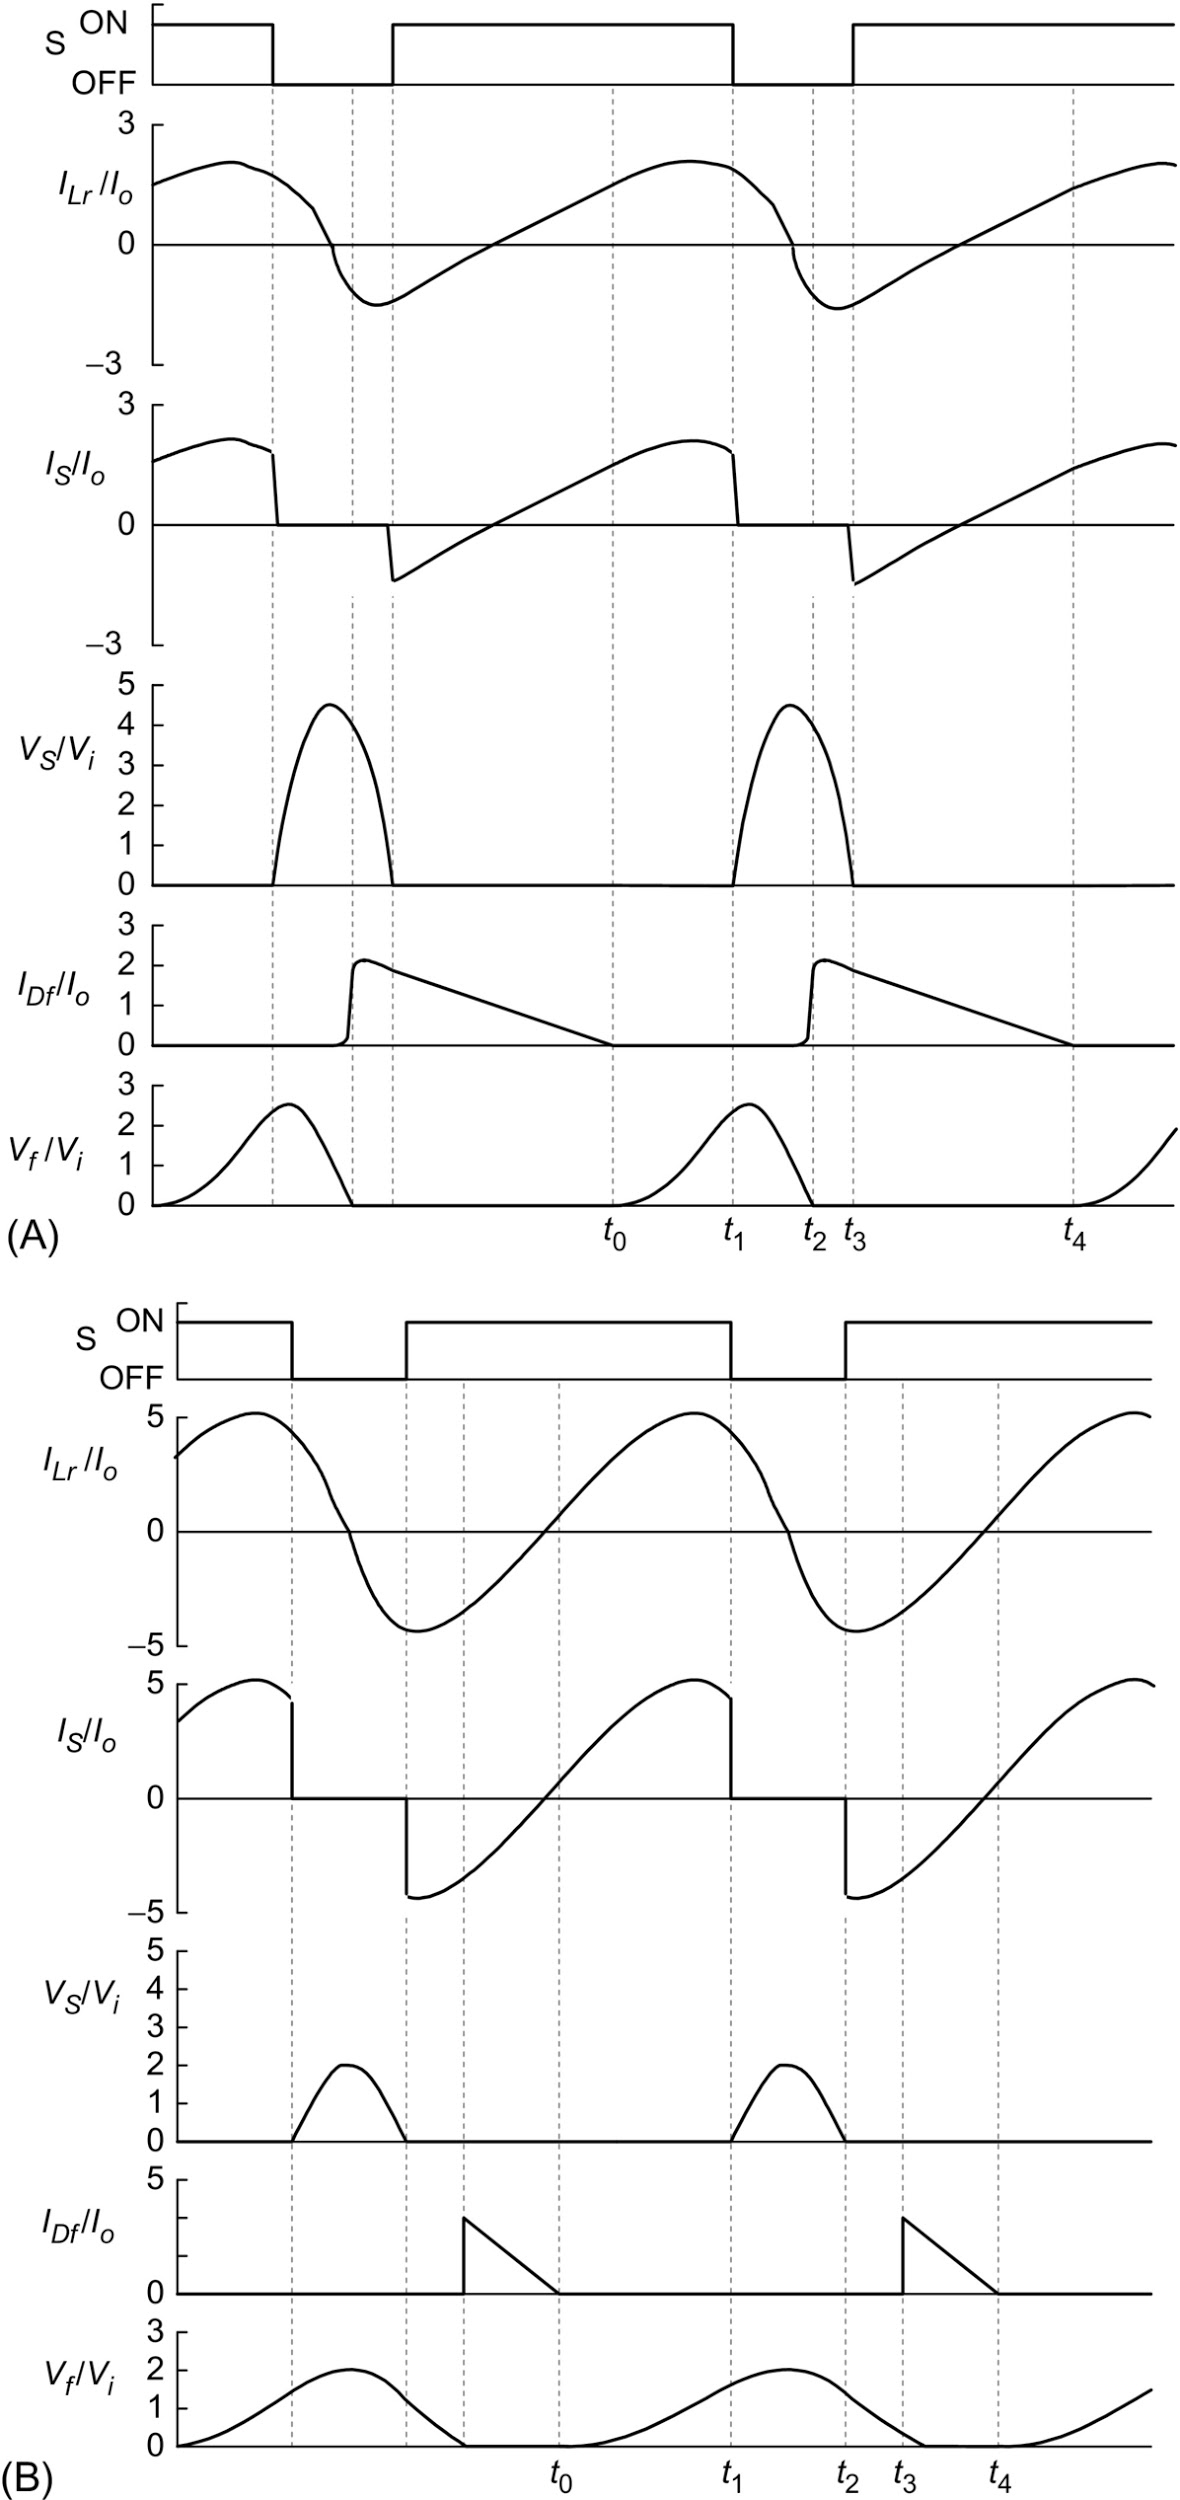 ON
S
OFF
3
I_Lr/I_o
0
–3
3
I_S/I_o
0
–3
5
4
V_S/V_i
3
2
1
0
3
2
I_Df/I_o
1
0
3
2
V_f/V_i
1
0
t_0 t_1 t_2 t_3 t_4
(A)
ON
S
OFF
5
I_Lr/I_o
0
–5
5
I_S/I_o
0
–5
5
V_S/V_i
4
3
2
1
0
5
I_Df/I_o
0
3
V_f/V_i
2
1
0
t_0 t_1 t_2 t_3 t_4
(B)